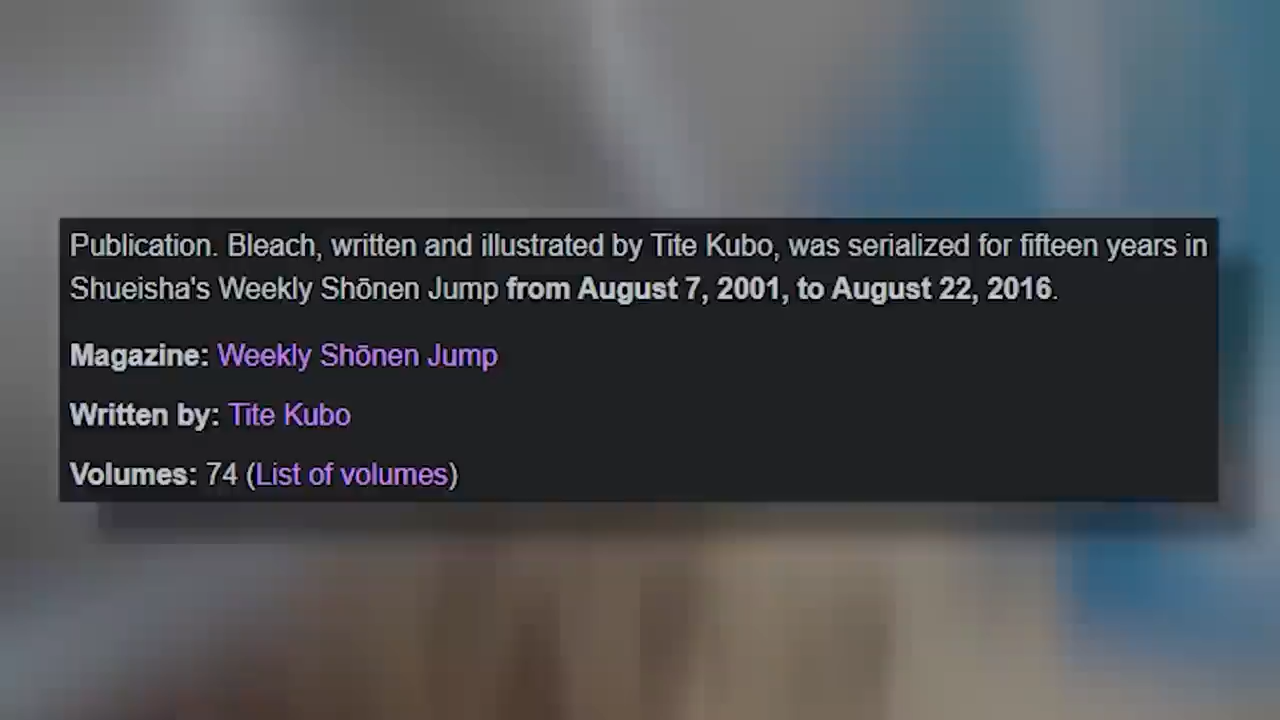 Publication. Bleach, written and illustrated by Tite Kubo, was serialized for fifteen years in
Shueisha's Weekly Shōnen Jump from August 7, 2001, to August 22, 2016.
Magazine: Weekly Shōnen Jump
Written by: Tite Kubo
Volumes: 74 (List of volumes)